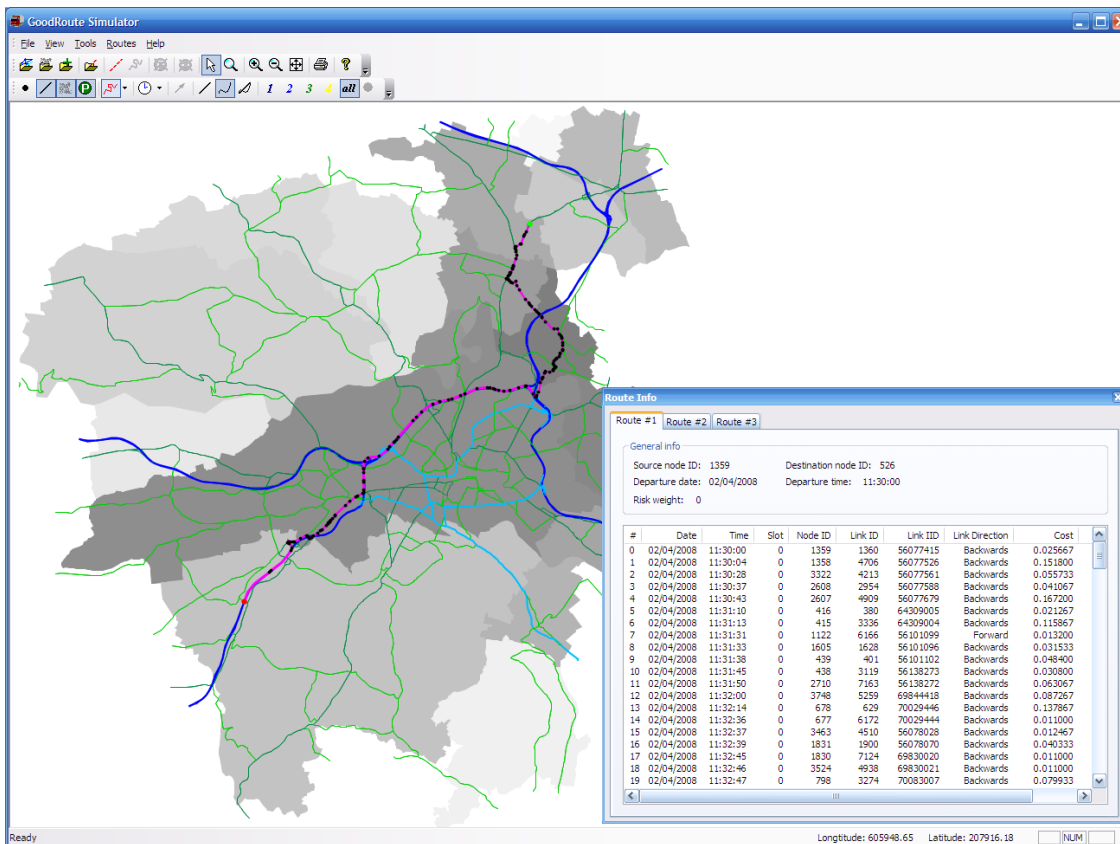 GoodRoute Simulator
File View Tools Routes Help
1 2 3 4 all
Route Info
Route #1 Route #2 Route #3
General info
Source node ID: 1359 Destination node ID: 526
Departure date: 02/04/2008 Departure time: 11:30:00
Risk weight: 0
# Date Time Slot Node ID Link ID Link IID Link Direction Cost
0 02/04/2008 11:30:00 0 1359 1360 56077415 Backwards 0.025667
1 02/04/2008 11:30:04 0 1358 4706 56077526 Backwards 0.151800
2 02/04/2008 11:30:28 0 3322 4213 56077561 Backwards 0.055733
3 02/04/2008 11:30:37 0 2608 2954 56077588 Backwards 0.041067
4 02/04/2008 11:30:43 0 2607 4909 56077679 Backwards 0.167200
5 02/04/2008 11:31:10 0 416 380 64309005 Backwards 0.021267
6 02/04/2008 11:31:13 0 415 3336 64309004 Backwards 0.115867
7 02/04/2008 11:31:31 0 1122 6166 56101099 Forward 0.013200
8 02/04/2008 11:31:33 0 1605 1628 56101096 Backwards 0.031533
9 02/04/2008 11:31:38 0 439 401 56101102 Backwards 0.048400
10 02/04/2008 11:31:45 0 438 3119 56138273 Backwards 0.030800
11 02/04/2008 11:31:50 0 2710 7163 56138272 Backwards 0.063067
12 02/04/2008 11:32:00 0 3748 5259 69844418 Backwards 0.087267
13 02/04/2008 11:32:14 0 678 629 70029446 Backwards 0.137867
14 02/04/2008 11:32:36 0 677 6172 70029444 Backwards 0.011000
15 02/04/2008 11:32:37 0 3463 4510 56078028 Backwards 0.012467
16 02/04/2008 11:32:39 0 1831 1900 56078070 Backwards 0.040333
17 02/04/2008 11:32:45 0 1830 7124 69830020 Backwards 0.011000
18 02/04/2008 11:32:46 0 3524 4938 69830021 Backwards 0.011000
19 02/04/2008 11:32:47 0 798 3274 70083007 Backwards 0.079933
Ready Longtitude: 605948.65 Latitude: 207916.18 NUM